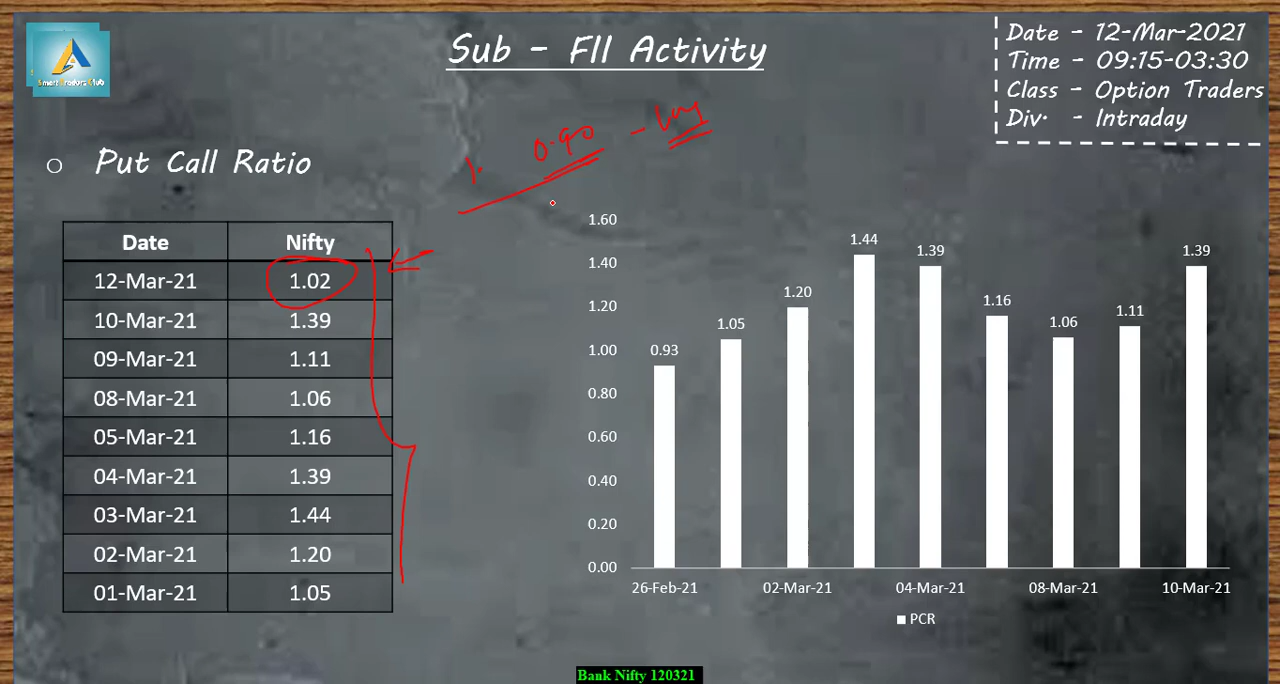 Smart Traders Club
Sub - FII Activity
Date - 12-Mar-2021
Time - 09:15-03:30
Class - Option Traders
Div. - Intraday
Put Call Ratio
1. 0.90 -
Date Nifty
12-Mar-21 1.02
10-Mar-21 1.39
09-Mar-21 1.11
08-Mar-21 1.06
05-Mar-21 1.16
04-Mar-21 1.39
03-Mar-21 1.44
02-Mar-21 1.20
01-Mar-21 1.05
1.60
1.40
1.20
1.00
0.80
0.60
0.40
0.20
0.00
0.93 1.05 1.20 1.44 1.39 1.16 1.06 1.11 1.39
26-Feb-21 02-Mar-21 04-Mar-21 08-Mar-21 10-Mar-21
PCR
Bank Nifty 120321